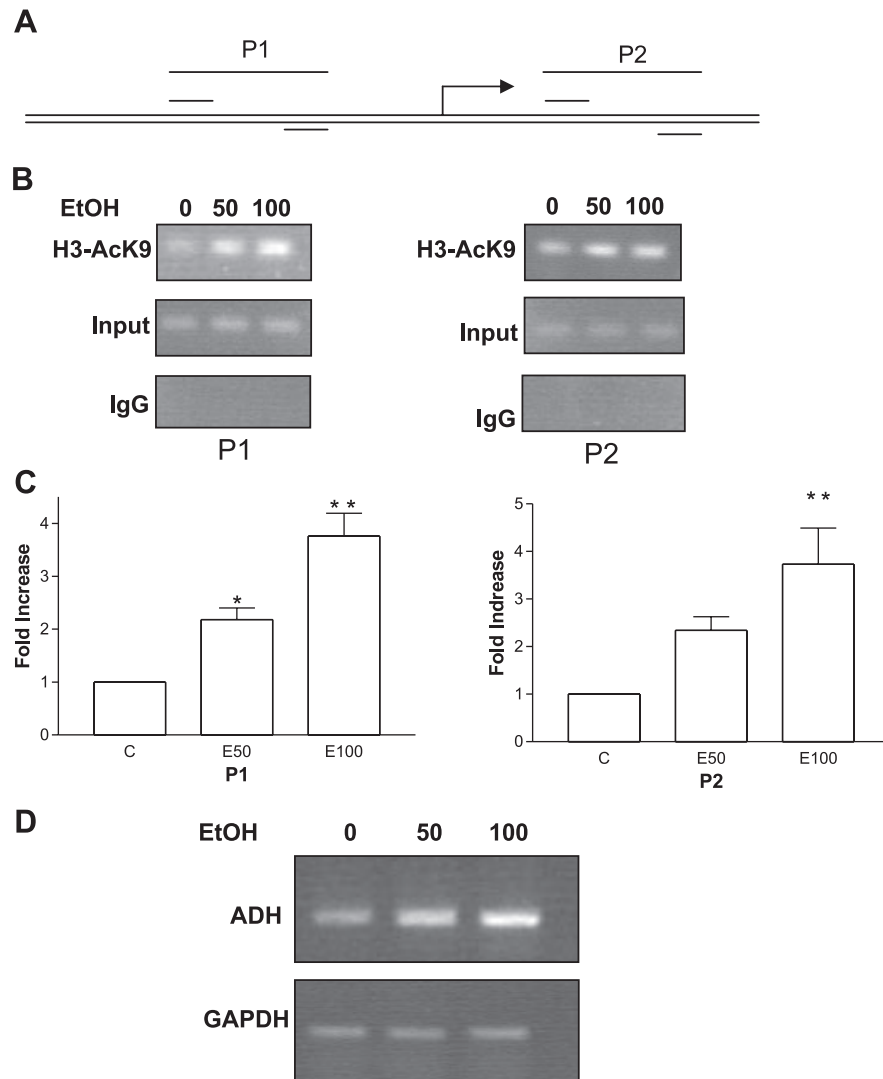 A
P1
P2
B
EtOH 0 50 100
H3-AcK9
Input
IgG
P1
0 50 100
H3-AcK9
Input
IgG
P2
C
Fold Increase
4
3
2
1
0
*
* *
C E50 E100
P1
Fold Indrease
5
4
3
2
1
0
* *
C E50 E100
P2
D
EtOH 0 50 100
ADH
GAPDH